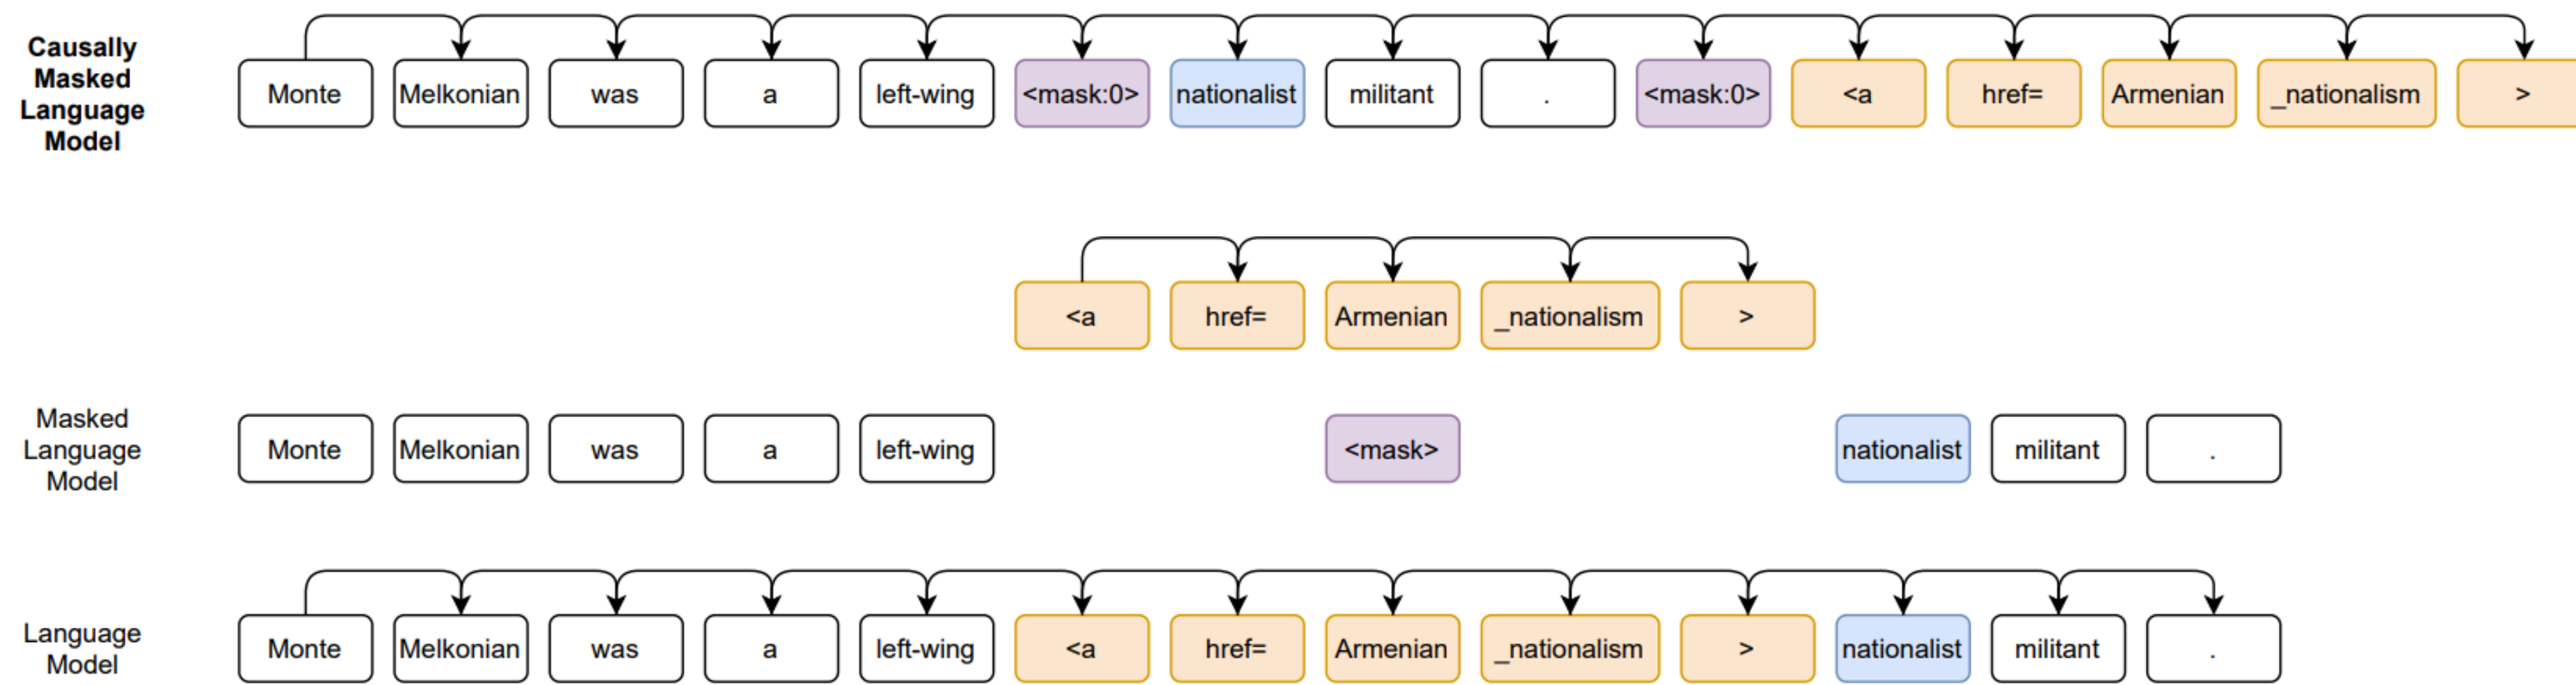 Causally
Masked
Language
Model
Monte Melkonian was a left-wing <mask:0> nationalist militant . <mask:0> <a href= Armenian _nationalism >
<a href= Armenian _nationalism >
Masked
Language
Model
Monte Melkonian was a left-wing <mask> nationalist militant .
Language
Model
Monte Melkonian was a left-wing <a href= Armenian _nationalism > nationalist militant .